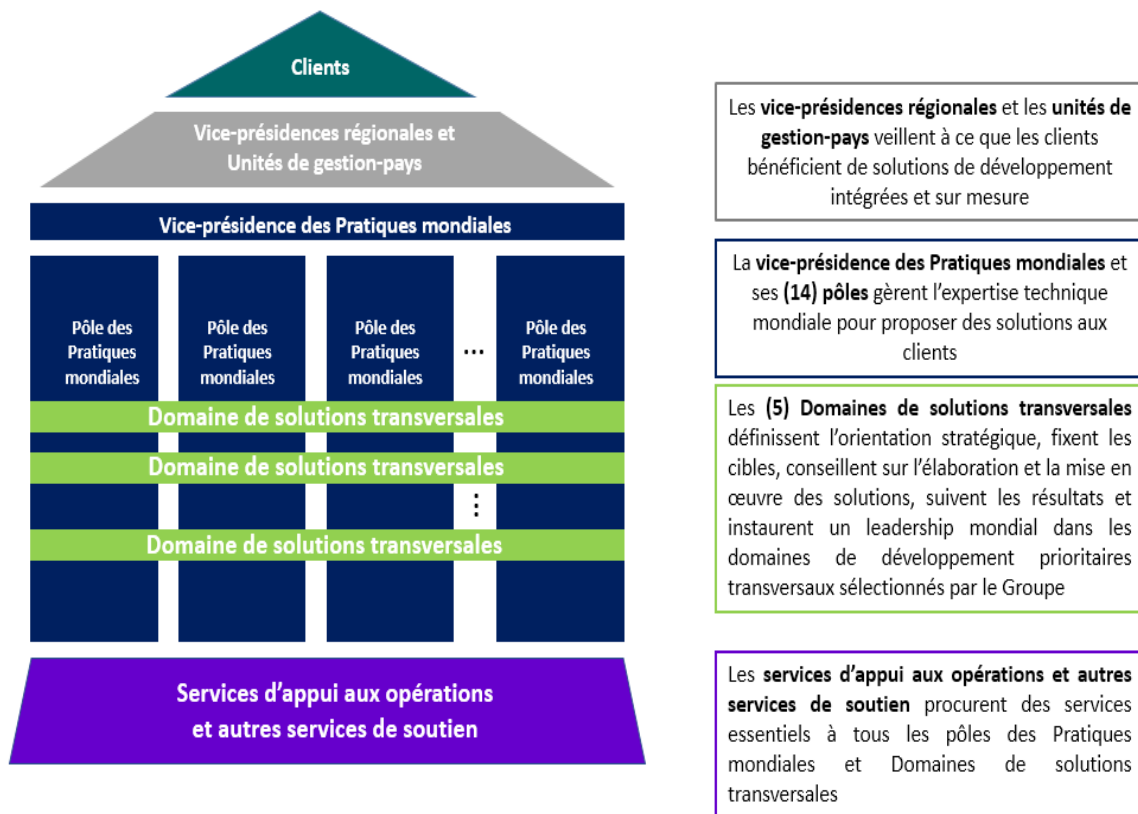 Clients
Vice-présidences régionales et
Unités de gestion-pays
Vice-présidence des Pratiques mondiales
Pôle des
Pratiques
mondiales
Pôle des
Pratiques
mondiales
Pôle des
Pratiques
mondiales
...
Pôle des
Pratiques
mondiales
Domaine de solutions transversales
Domaine de solutions transversales
⋮
Domaine de solutions transversales
Services d'appui aux opérations
et autres services de soutien
Les vice-présidences régionales et les unités de
gestion-pays veillent à ce que les clients
bénéficient de solutions de développement
intégrées et sur mesure
La vice-présidence des Pratiques mondiales et
ses (14) pôles gèrent l'expertise technique
mondiale pour proposer des solutions aux
clients
Les (5) Domaines de solutions transversales
définissent l'orientation stratégique, fixent les
cibles, conseillent sur l'élaboration et la mise en
œuvre des solutions, suivent les résultats et
instaurent un leadership mondial dans les
domaines de développement prioritaires
transversaux sélectionnés par le Groupe
Les services d'appui aux opérations et autres
services de soutien procurent des services
essentiels à tous les pôles des Pratiques
mondiales et Domaines de solutions
transversales